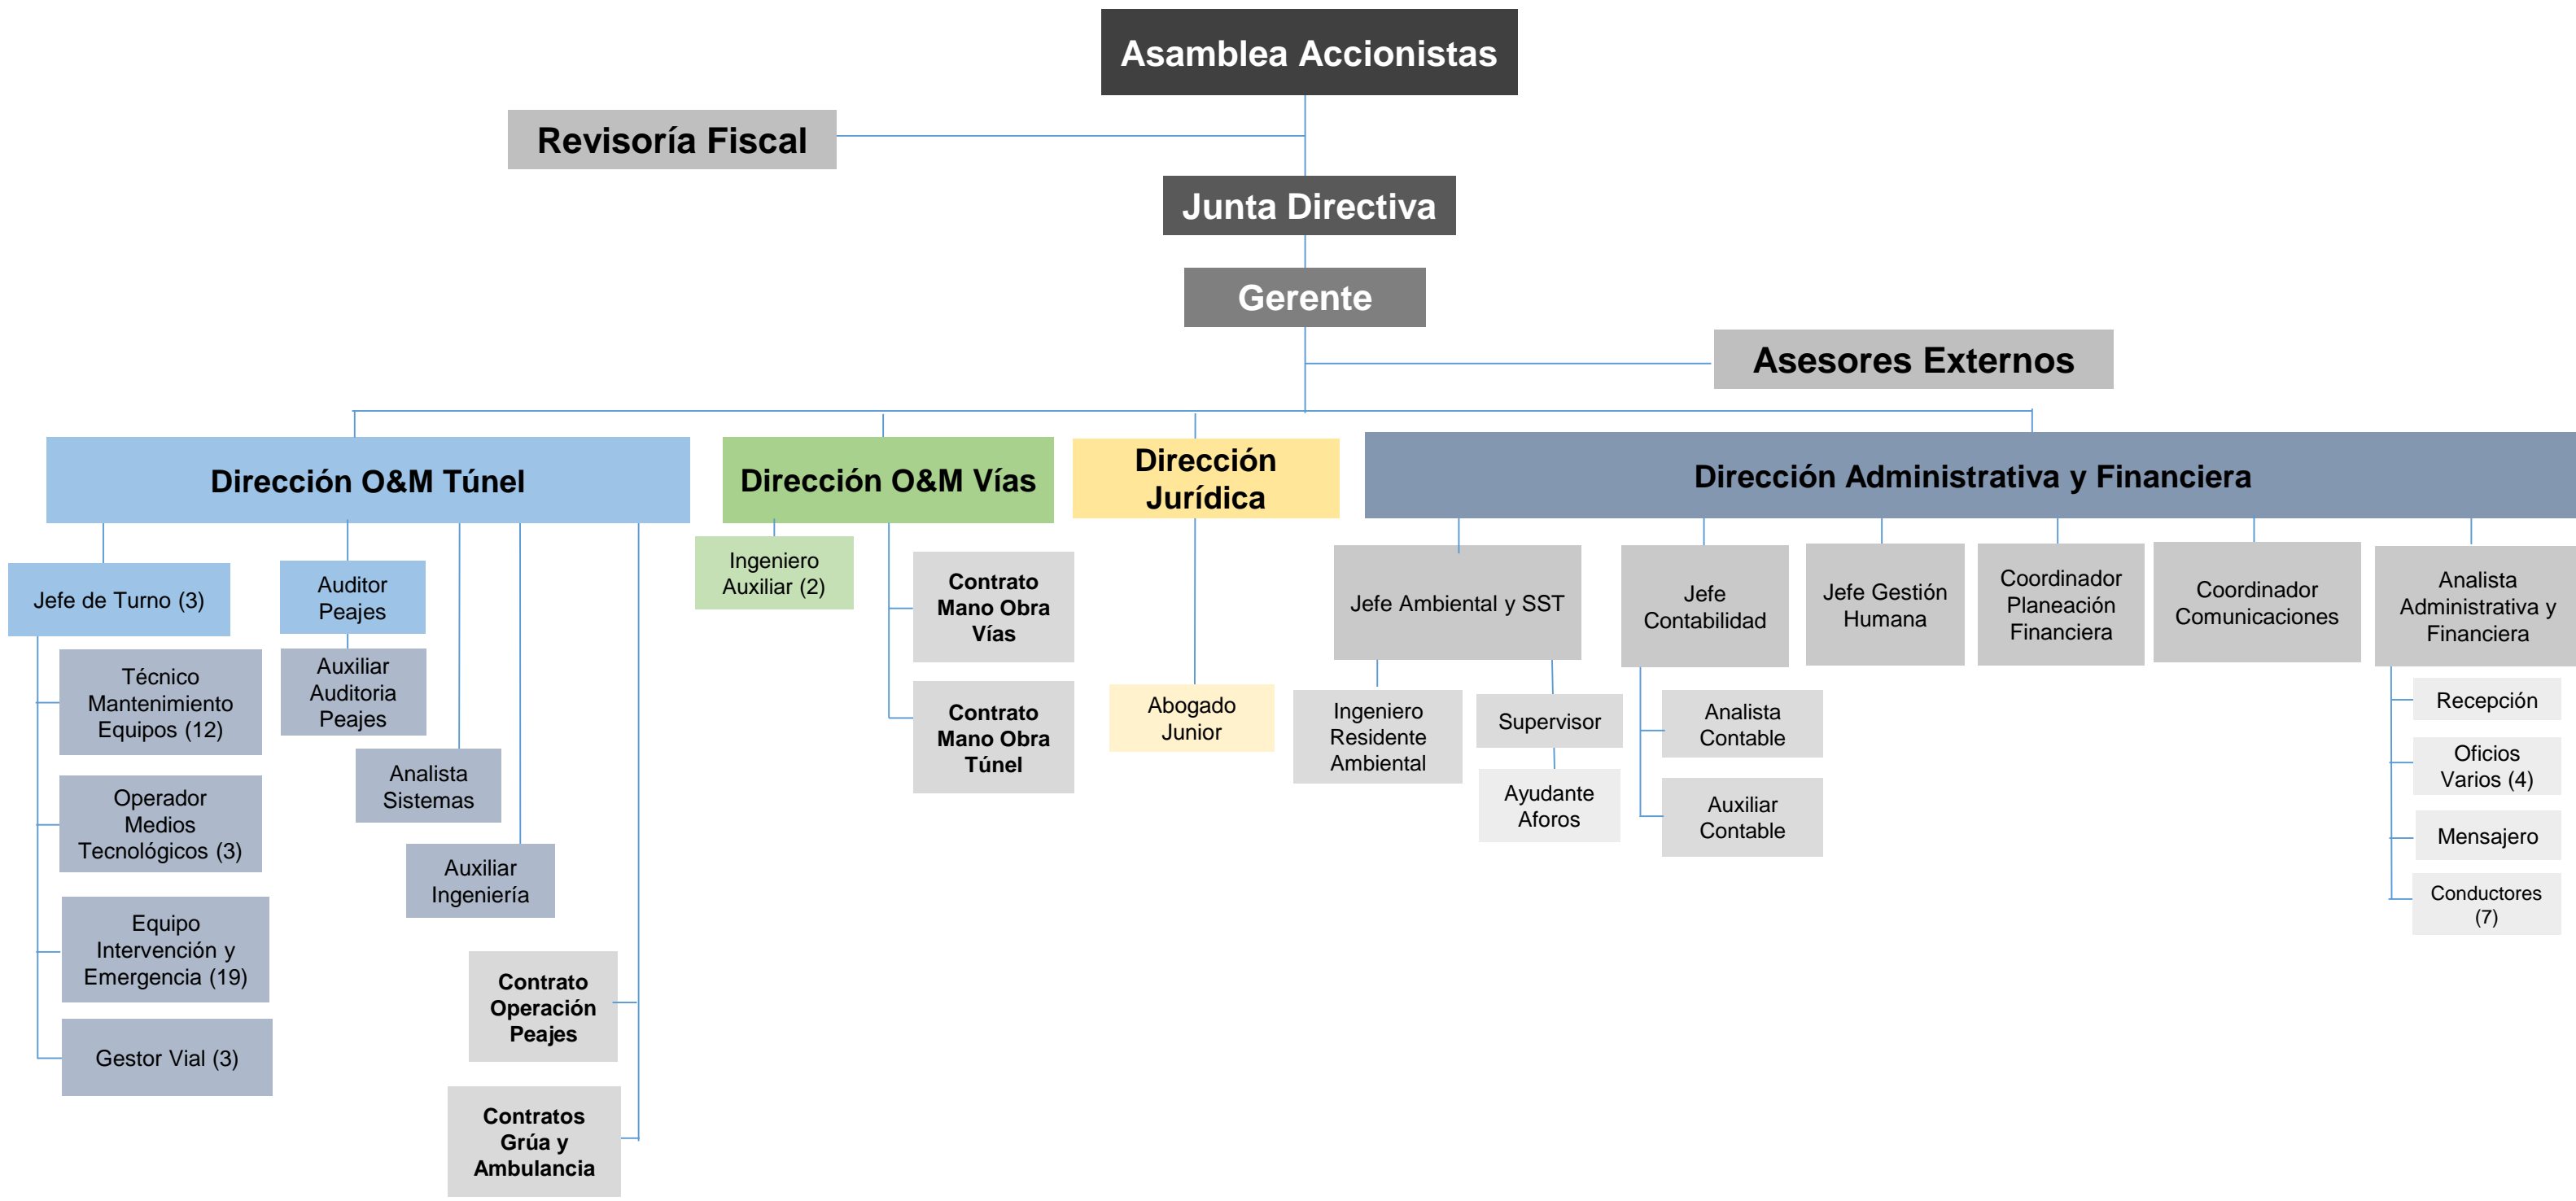 Asamblea Accionistas
Revisoría Fiscal
Junta Directiva
Gerente
Asesores Externos
Dirección O&M Túnel
Dirección O&M Vías
Dirección
Jurídica
Dirección Administrativa y Financiera
Jefe de Turno (3)
Técnico
Mantenimiento
Equipos (12)
Operador
Medios
Tecnológicos (3)
Equipo
Intervención y
Emergencia (19)
Gestor Vial (3)
Auditor
Peajes
Auxiliar
Auditoria
Peajes
Analista
Sistemas
Auxiliar
Ingeniería
Contrato
Operación
Peajes
Contratos
Grúa y
Ambulancia
Ingeniero
Auxiliar (2)
Contrato
Mano Obra
Vías
Contrato
Mano Obra
Túnel
Abogado
Junior
Jefe Ambiental y SST
Ingeniero
Residente
Ambiental
Supervisor
Ayudante
Aforos
Jefe
Contabilidad
Analista
Contable
Auxiliar
Contable
Jefe Gestión
Humana
Coordinador
Planeación
Financiera
Coordinador
Comunicaciones
Analista
Administrativa y
Financiera
Recepción
Oficios
Varios (4)
Mensajero
Conductores
(7)